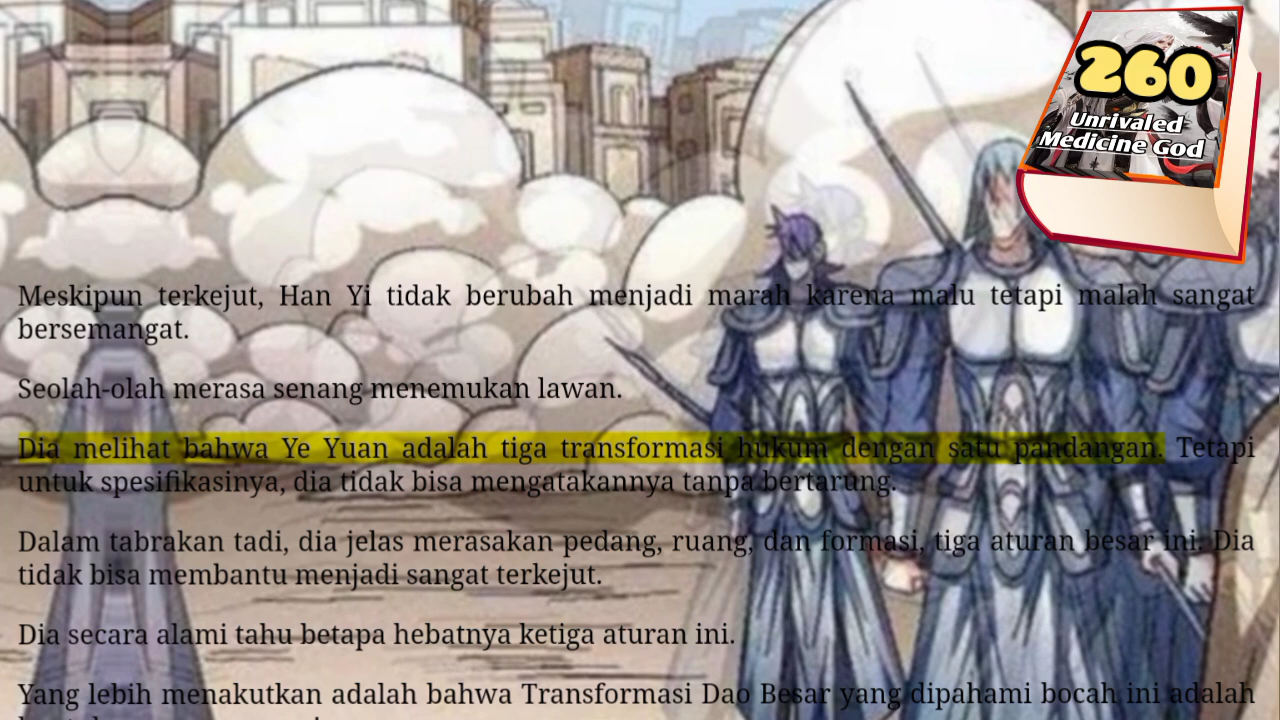 260
Unrivaled
Medicine God
Meskipun terkejut, Han Yi tidak berubah menjadi marah karena malu tetapi malah sangat
bersemangat.
Seolah-olah merasa senang menemukan lawan.
Dia melihat bahwa Ye Yuan adalah tiga transformasi hukum dengan satu pandangan. Tetapi
untuk spesifikasinya, dia tidak bisa mengatakannya tanpa bertarung.
Dalam tabrakan tadi, dia jelas merasakan pedang, ruang, dan formasi, tiga aturan besar ini. Dia
tidak bisa membantu menjadi sangat terkejut.
Dia secara alami tahu betapa hebatnya ketiga aturan ini.
Yang lebih menakutkan adalah bahwa Transformasi Dao Besar yang dipahami bocah ini adalah